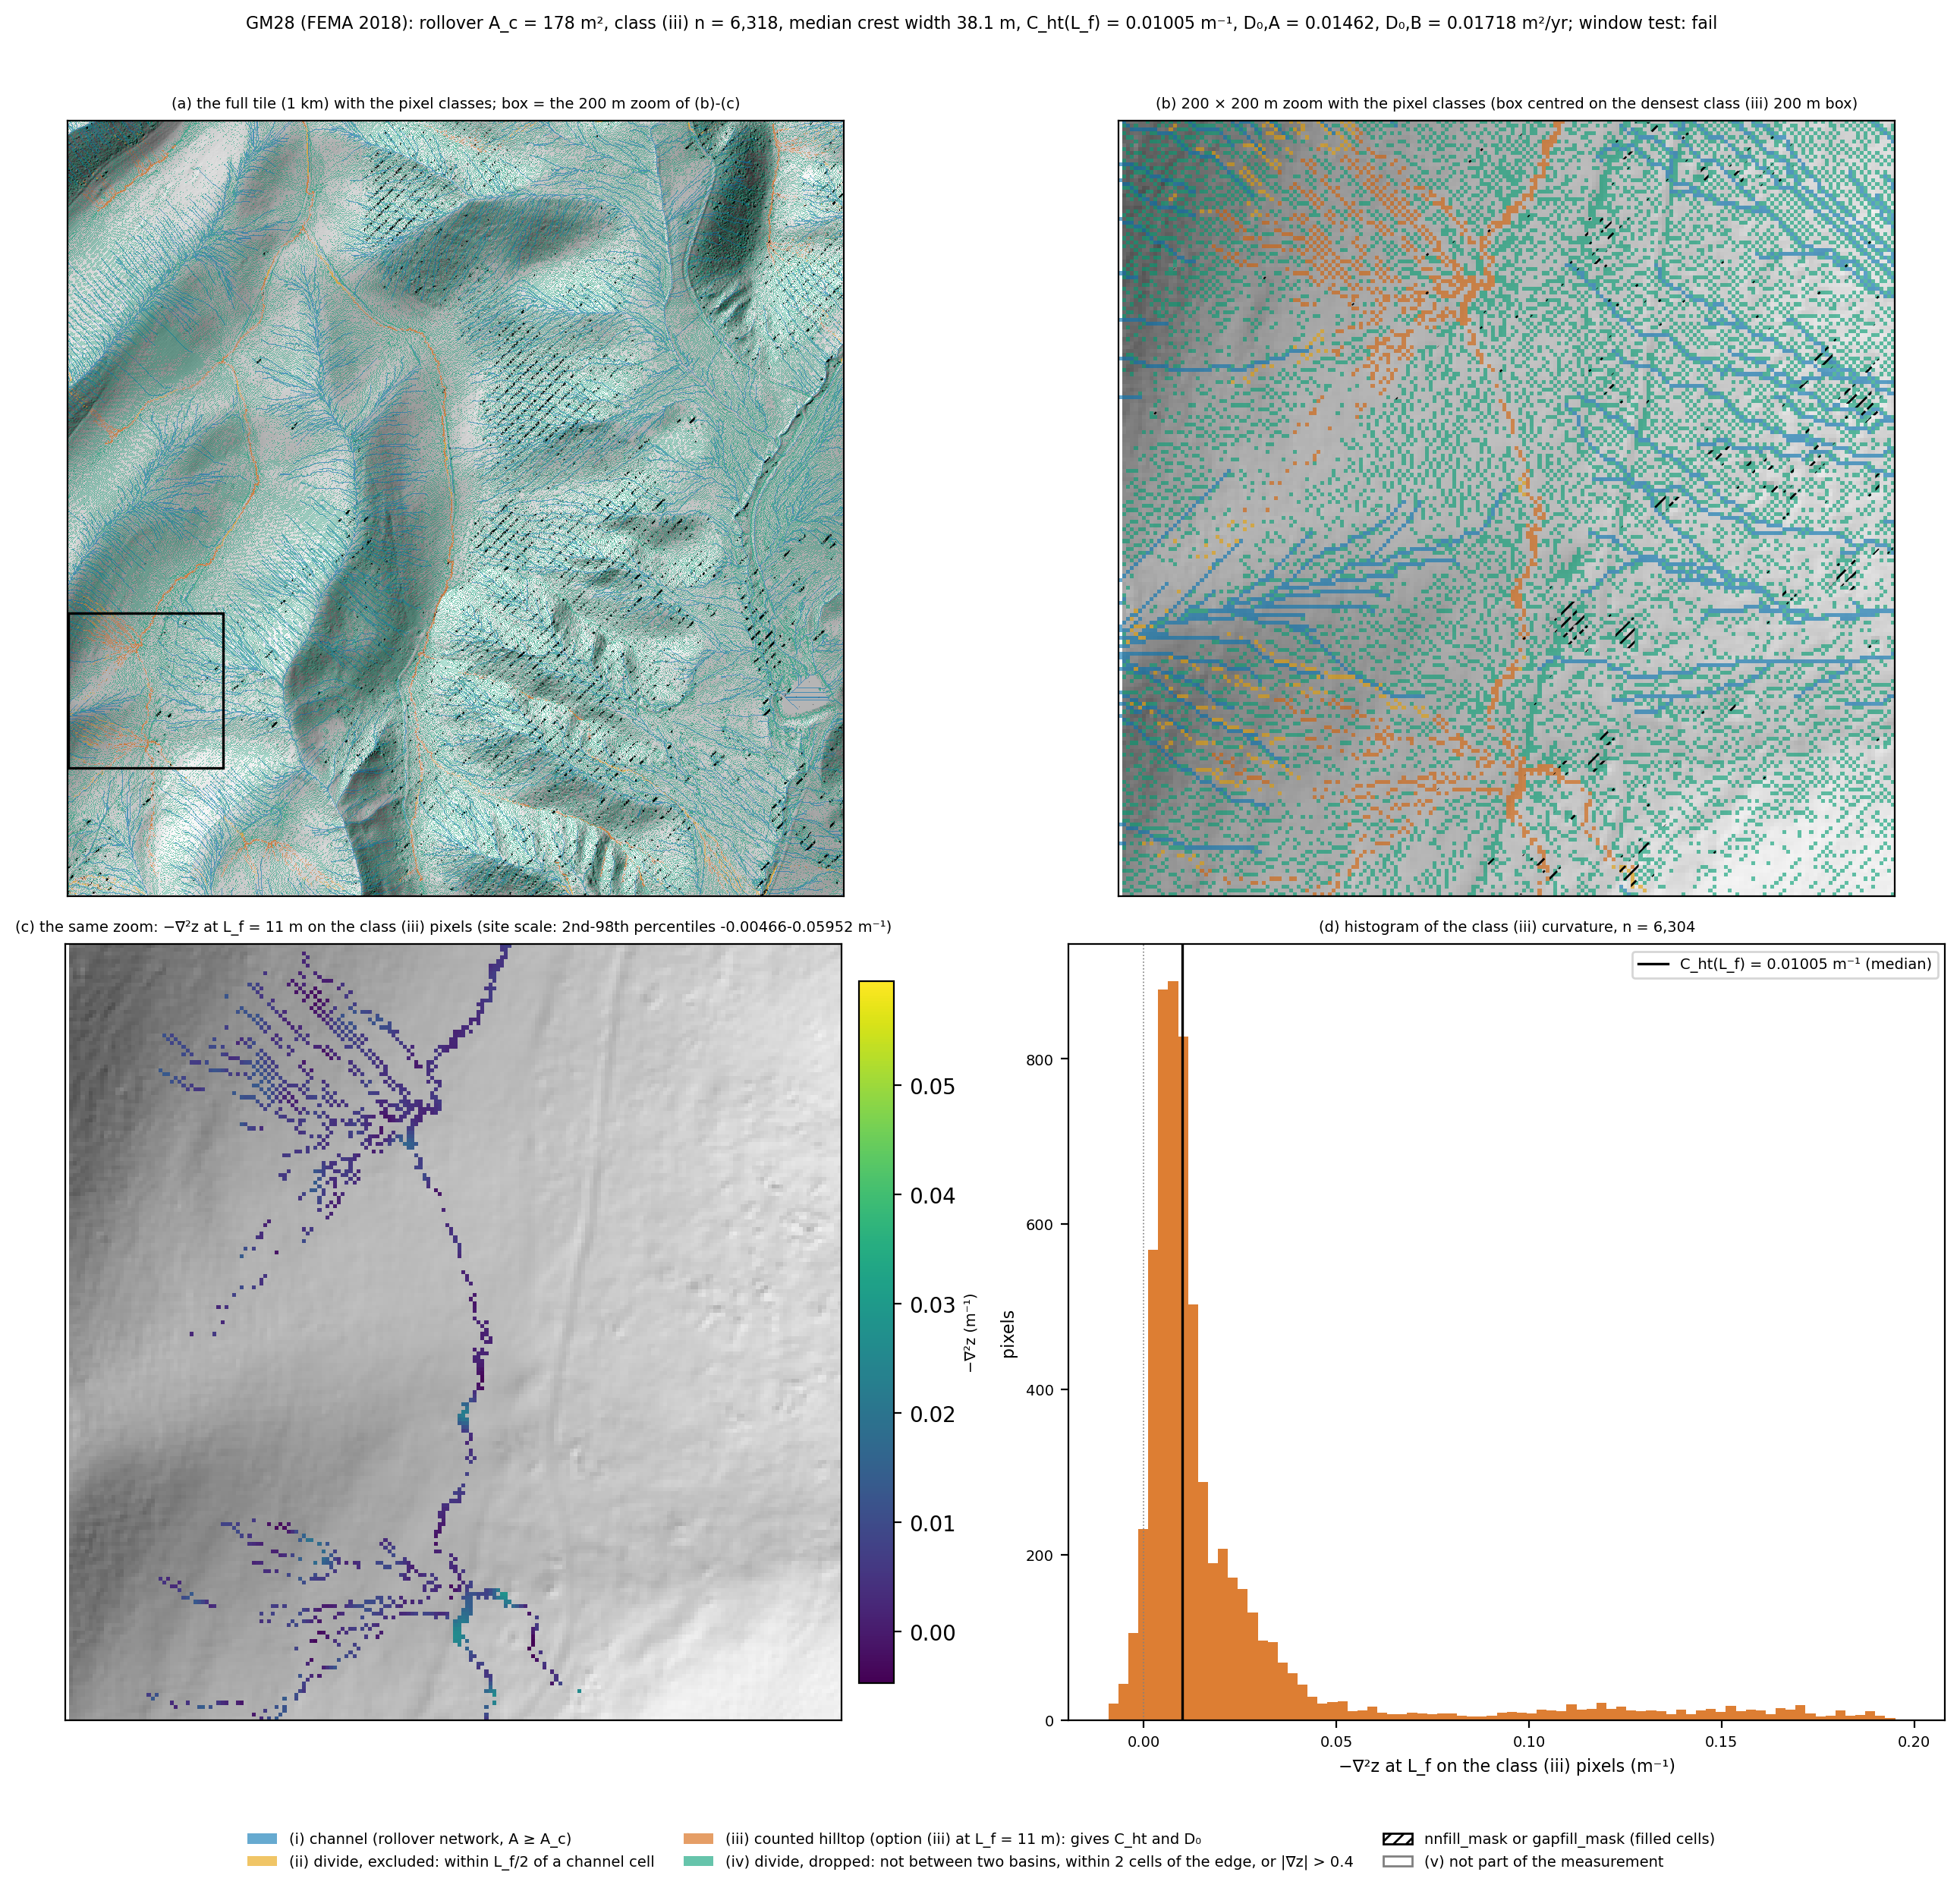 GM28 (FEMA 2018): rollover A_c = 178 m², class (iii) n = 6,318, median crest width 38.1 m, C_ht(L_f) = 0.01005 m⁻¹, D₀,A = 0.01462, D₀,B = 0.01718 m²/yr; window test: fail
(a) the full tile (1 km) with the pixel classes; box = the 200 m zoom of (b)-(c)
(b) 200 × 200 m zoom with the pixel classes (box centred on the densest class (iii) 200 m box)
(c) the same zoom: −∇²z at L_f = 11 m on the class (iii) pixels (site scale: 2nd-98th percentiles -0.00466-0.05952 m⁻¹)
0.05
0.04
0.03
0.02
0.01
0.00
−∇²z (m⁻¹)
(d) histogram of the class (iii) curvature, n = 6,304
C_ht(L_f) = 0.01005 m⁻¹ (median)
pixels
800
600
400
200
0
0.00
0.05
0.10
0.15
0.20
−∇²z at L_f on the class (iii) pixels (m⁻¹)
(i) channel (rollover network, A ≥ A_c)
(ii) divide, excluded: within L_f/2 of a channel cell
(iii) counted hilltop (option (iii) at L_f = 11 m): gives C_ht and D₀
(iv) divide, dropped: not between two basins, within 2 cells of the edge, or |∇z| > 0.4
nnfill_mask or gapfill_mask (filled cells)
(v) not part of the measurement